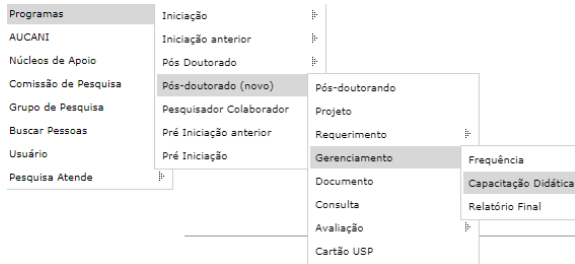 Programas
AUCANI
Núcleos de Apoio
Comissão de Pesquisa
Grupo de Pesquisa
Buscar Pessoas
Usuário
Pesquisa Atende
Iniciação
Iniciação anterior
Pós Doutorado
Pós-doutorado (novo)
Pesquisador Colaborador
Pré Iniciação anterior
Pré Iniciação
Pós-doutorando
Projeto
Requerimento
Gerenciamento
Documento
Consulta
Avaliação
Cartão USP
Frequência
Capacitação Didática
Relatório Final